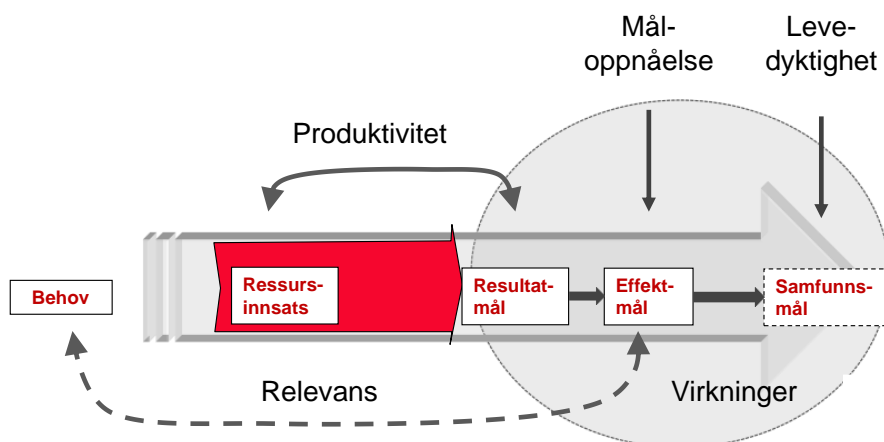 Mål-
oppnåelse
Leve-
dyktighet
Produktivitet
Behov
Ressurs-
innsats
Resultat-
mål
Effekt-
mål
Samfunns-
mål
Relevans
Virkninger